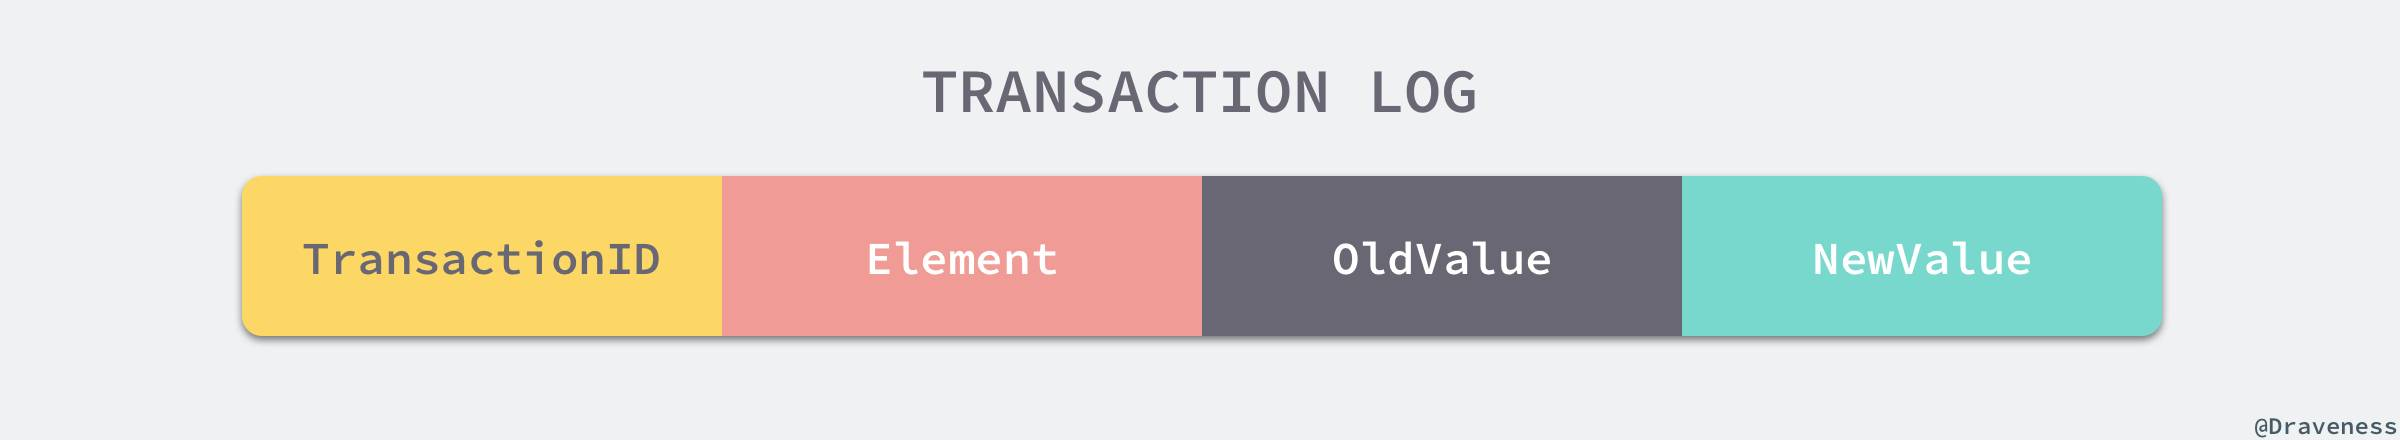 TRANSACTION LOG
TransactionID Element OldValue NewValue
@Draveness